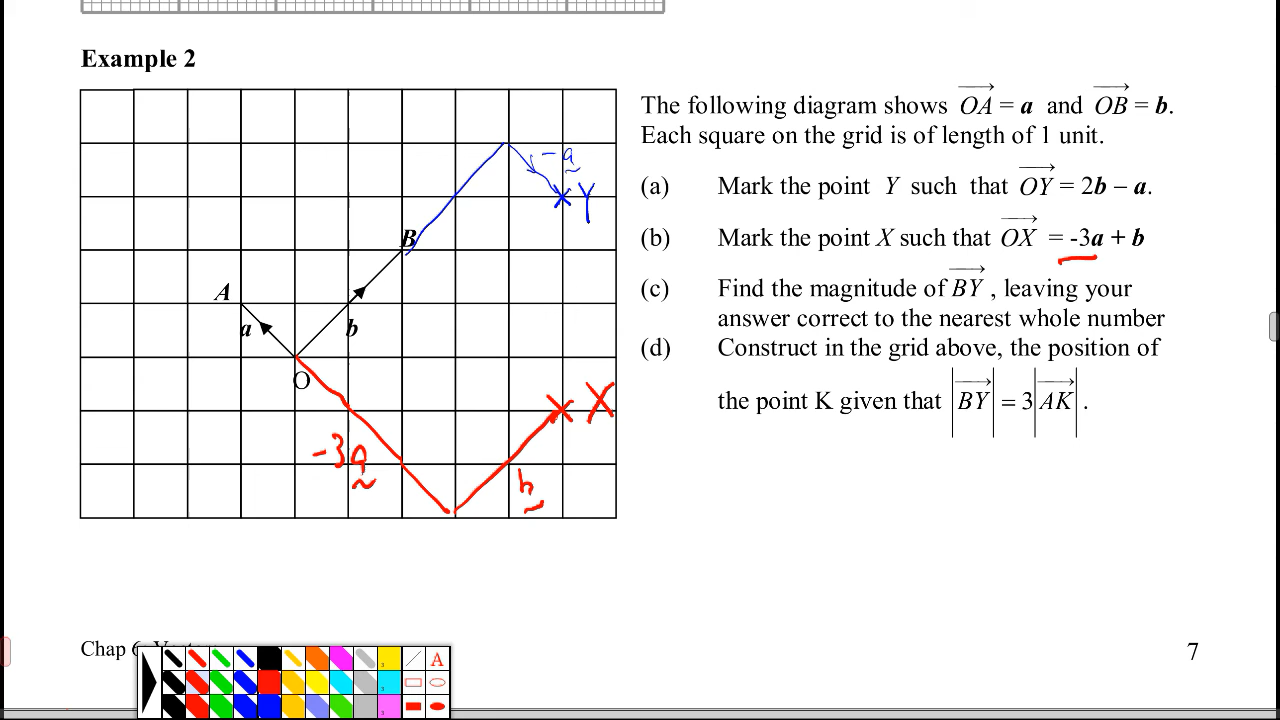 Example 2
The following diagram shows OA = a and OB = b.
Each square on the grid is of length of 1 unit.
(a) Mark the point Y such that OY = 2b – a.
(b) Mark the point X such that OX = -3a + b
(c) Find the magnitude of BY , leaving your
answer correct to the nearest whole number
(d) Construct in the grid above, the position of
the point K given that |BY| = 3|AK| .
-a
Y
B
A
a
b
O
X
-3a
b
Chap 6
7
A
3
3
3